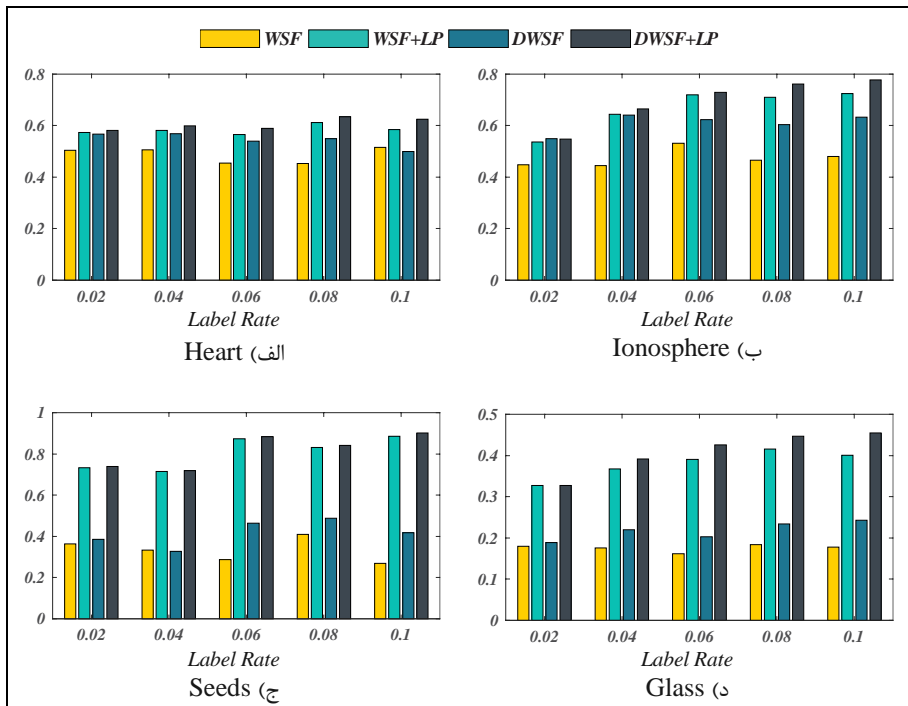 WSF WSF+LP DWSF DWSF+LP
0.8
0.6
0.4
0.2
0
0.02 0.04 0.06 0.08 0.1
Label Rate
الف) Heart
0.8
0.6
0.4
0.2
0
0.02 0.04 0.06 0.08 0.1
Label Rate
ب) Ionosphere
1
0.8
0.6
0.4
0.2
0
0.02 0.04 0.06 0.08 0.1
Label Rate
ج) Seeds
0.5
0.4
0.3
0.2
0.1
0
0.02 0.04 0.06 0.08 0.1
Label Rate
د) Glass